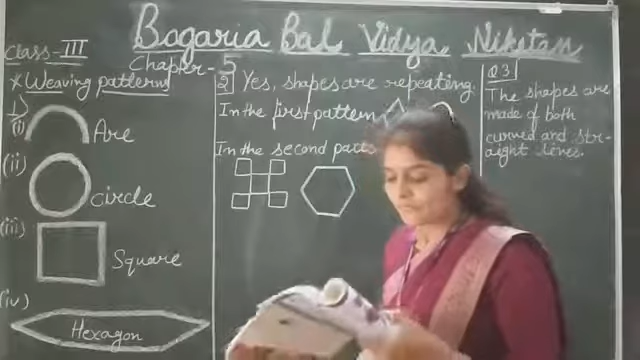 Bagaria Bal Vidya Niketan
Class-III
Chapter-5
* Weaving patterns
1)
(i) Arc
(ii) circle
(iii) Square
(iv) Hexagon
2 Yes, shapes are repeating.
In the first pattern
In the second
Q3
The shapes are
made of both
curved and str-
aight lines.